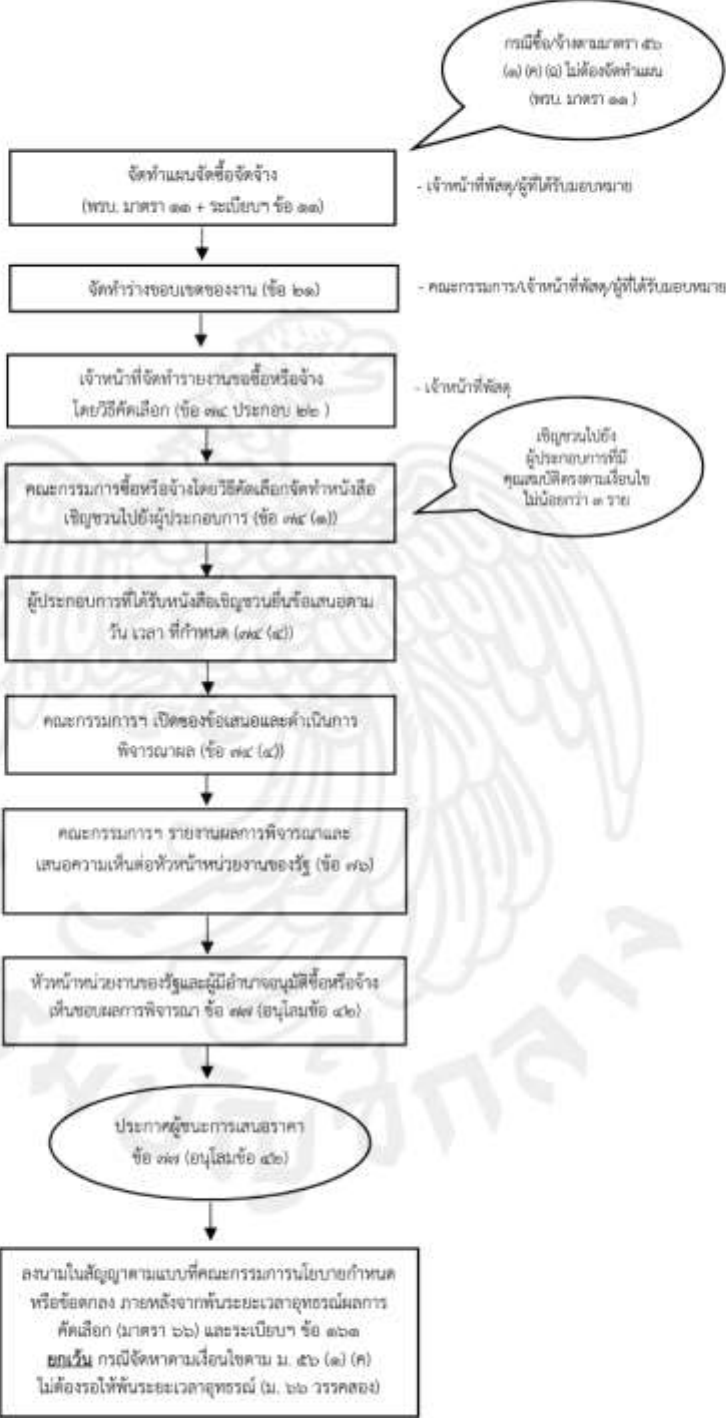 กรณีซื้อ/จ้างตามมาตรา ๕๖
(๑) (ค) (ฉ) ไม่ต้องจัดทำแผน
(พรบ. มาตรา ๑๑ )
จัดทำแผนจัดซื้อจัดจ้าง
(พรบ. มาตรา ๑๑ + ระเบียบฯ ข้อ ๑๑)
- เจ้าหน้าที่พัสดุ/ผู้ที่ได้รับมอบหมาย
จัดทำร่างขอบเขตของงาน (ข้อ ๒๑)
- คณะกรรมการ/เจ้าหน้าที่พัสดุ/ผู้ที่ได้รับมอบหมาย
เจ้าหน้าที่จัดทำรายงานขอซื้อหรือจ้าง
โดยวิธีคัดเลือก (ข้อ ๗๔ ประกอบ ๒๒ )
- เจ้าหน้าที่พัสดุ
เชิญชวนไปยัง
ผู้ประกอบการที่มี
คุณสมบัติตรงตามเงื่อนไข
ไม่น้อยกว่า ๓ ราย
คณะกรรมการซื้อหรือจ้างโดยวิธีคัดเลือกจัดทำหนังสือ
เชิญชวนไปยังผู้ประกอบการ (ข้อ ๗๔ (๑))
ผู้ประกอบการที่ได้รับหนังสือเชิญชวนยื่นข้อเสนอตาม
วัน เวลา ที่กำหนด (๗๔ (๔))
คณะกรรมการฯ เปิดซองข้อเสนอและดำเนินการ
พิจารณาผล (ข้อ ๗๔ (๔))
คณะกรรมการฯ รายงานผลการพิจารณาและ
เสนอความเห็นต่อหัวหน้าหน่วยงานของรัฐ (ข้อ ๗๖)
หัวหน้าหน่วยงานของรัฐและผู้มีอำนาจอนุมัติซื้อหรือจ้าง
เห็นชอบผลการพิจารณา ข้อ ๗๗ (อนุโลมข้อ ๔๒)
ประกาศผู้ชนะการเสนอราคา
ข้อ ๗๗ (อนุโลมข้อ ๔๒)
ลงนามในสัญญาตามแบบที่คณะกรรมการนโยบายกำหนด
หรือข้อตกลง ภายหลังจากพ้นระยะเวลาอุทธรณ์ผลการ
คัดเลือก (มาตรา ๖๖) และระเบียบฯ ข้อ ๑๖๑
ยกเว้น กรณีจัดหาตามเงื่อนไขตาม ม. ๕๖ (๑) (ค)
ไม่ต้องรอให้พ้นระยะเวลาอุทธรณ์ (ม. ๖๖ วรรคสอง)